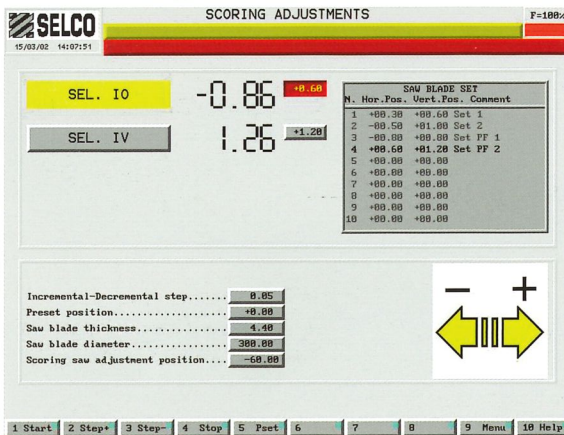 SELCO
SCORING ADJUSTMENTS
F=100%
15/03/02 14:07:51
SEL. IO
-0.86
+0.60
SEL. IV
1.26
+1.20
SAW BLADE SET
N. Hor.Pos. Vert.Pos. Comment
1 +00.30 +00.60 Set 1
2 -00.50 +01.00 Set 2
3 -00.80 +00.80 Set PF 1
4 +00.60 +01.20 Set PF 2
5 +00.00 +00.00
6 +00.00 +00.00
7 +00.00 +00.00
8 +00.00 +00.00
9 +00.00 +00.00
10 +00.00 +00.00
Incremental-Decremental step....... 0.05
Preset position.................. +0.00
Saw blade thickness.............. 4.40
Saw blade diameter............... 300.00
Scoring saw adjustment position.... -60.00
- +
1 Start 2 Step+ 3 Step- 4 Stop 5 Pset 6 7 8 9 Menu 10 Help